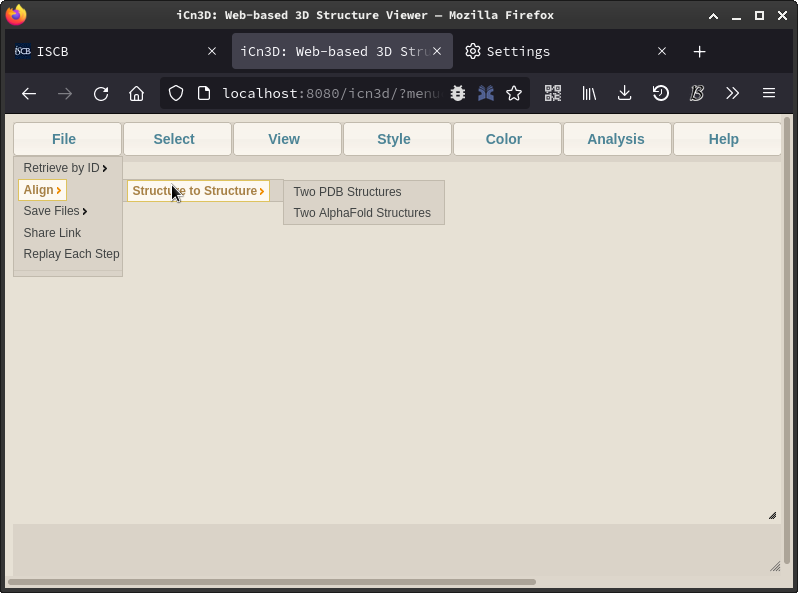 iCn3D: Web-based 3D Structure Viewer — Mozilla Firefox
ISCB
iCn3D: Web-based 3D Stru
Settings
localhost:8080/icn3d/?menu
File Select View Style Color Analysis Help
Retrieve by ID
Align
Save Files
Share Link
Replay Each Step
Structure to Structure
Two PDB Structures
Two AlphaFold Structures